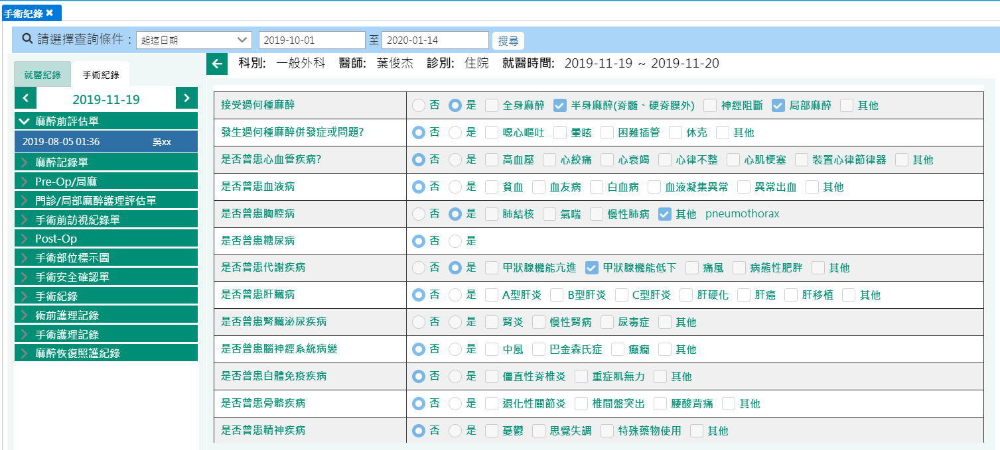 手術紀錄 ✖
請選擇查詢條件： 起迄日期 2019-10-01 至 2020-01-14 搜尋
科別: 一般外科 醫師: 葉俊杰 診別: 住院 就醫時間: 2019-11-19 ~ 2019-11-20
就醫紀錄 手術紀錄
2019-11-19
麻醉前評估單
2019-08-05 01:36 吳xx
麻醉記錄單
Pre-Op/局麻
門診/局部麻醉護理評估單
手術前訪視紀錄單
Post-Op
手術部位標示圖
手術安全確認單
手術紀錄
術前護理記錄
手術護理記錄
麻醉恢復照護紀錄
接受過何種麻醉 否 是 全身麻醉 半身麻醉(脊髓、硬脊膜外) 神經阻斷 局部麻醉 其他
發生過何種麻醉併發症或問題? 否 是 噁心嘔吐 暈眩 困難插管 休克 其他
是否曾患心血管疾病? 否 是 高血壓 心絞痛 心衰竭 心律不整 心肌梗塞 裝置心律節律器 其他
是否曾患血液病 否 是 貧血 血友病 白血病 血液凝集異常 異常出血 其他
是否曾患胸腔病 否 是 肺結核 氣喘 慢性肺病 其他 pneumothorax
是否曾患糖尿病 否 是
是否曾患代謝疾病 否 是 甲狀腺機能亢進 甲狀腺機能低下 痛風 病態性肥胖 其他
是否曾患肝臟病 否 是 A型肝炎 B型肝炎 C型肝炎 肝硬化 肝癌 肝移植 其他
是否曾患腎臟泌尿疾病 否 是 腎炎 慢性腎病 尿毒症 其他
是否曾患腦神經系統病變 否 是 中風 巴金森氏症 癲癇 其他
是否曾患自體免疫疾病 否 是 僵直性脊椎炎 重症肌無力 其他
是否曾患骨骼疾病 否 是 退化性關節炎 椎間盤突出 腰酸背痛 其他
是否曾患精神疾病 否 是 憂鬱 思覺失調 特殊藥物使用 其他